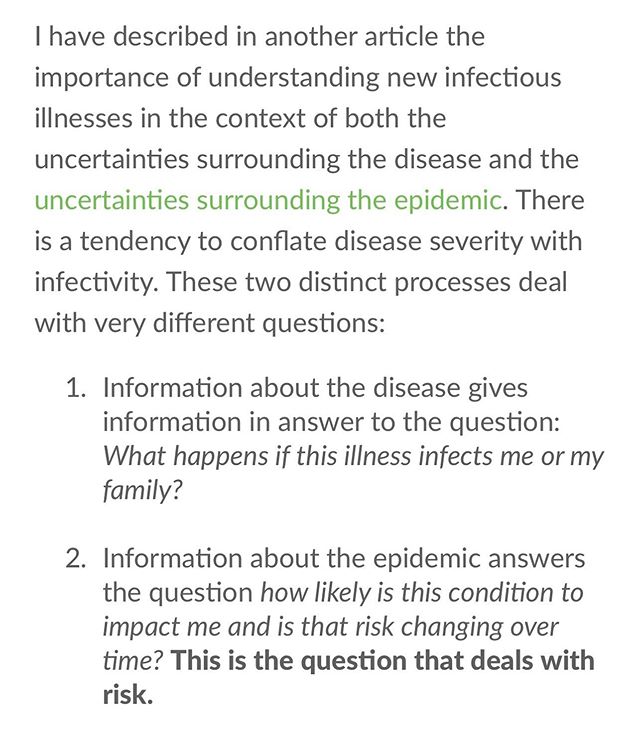 I have described in another article the
importance of understanding new infectious
illnesses in the context of both the
uncertainties surrounding the disease and the
uncertainties surrounding the epidemic. There
is a tendency to conflate disease severity with
infectivity. These two distinct processes deal
with very different questions:
1. Information about the disease gives
information in answer to the question:
What happens if this illness infects me or my
family?
2. Information about the epidemic answers
the question how likely is this condition to
impact me and is that risk changing over
time? This is the question that deals with
risk.